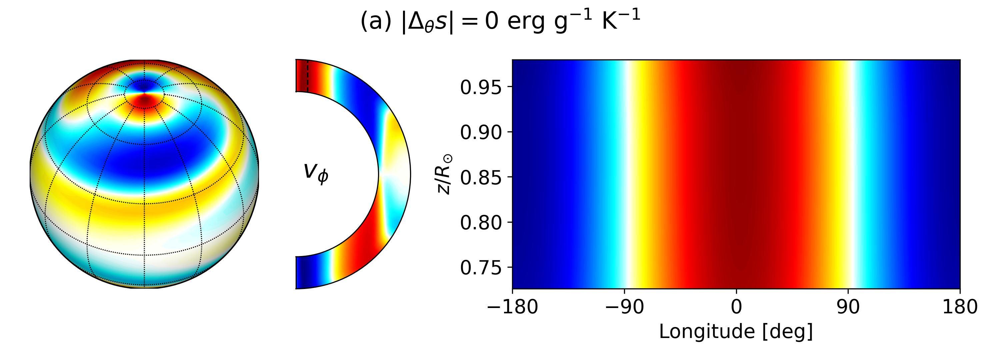 (a) |Δ_θ s| = 0 erg g⁻¹ K⁻¹
v_ϕ
z/R_⊙
0.95
0.90
0.85
0.80
0.75
−180 −90 0 90 180
Longitude [deg]